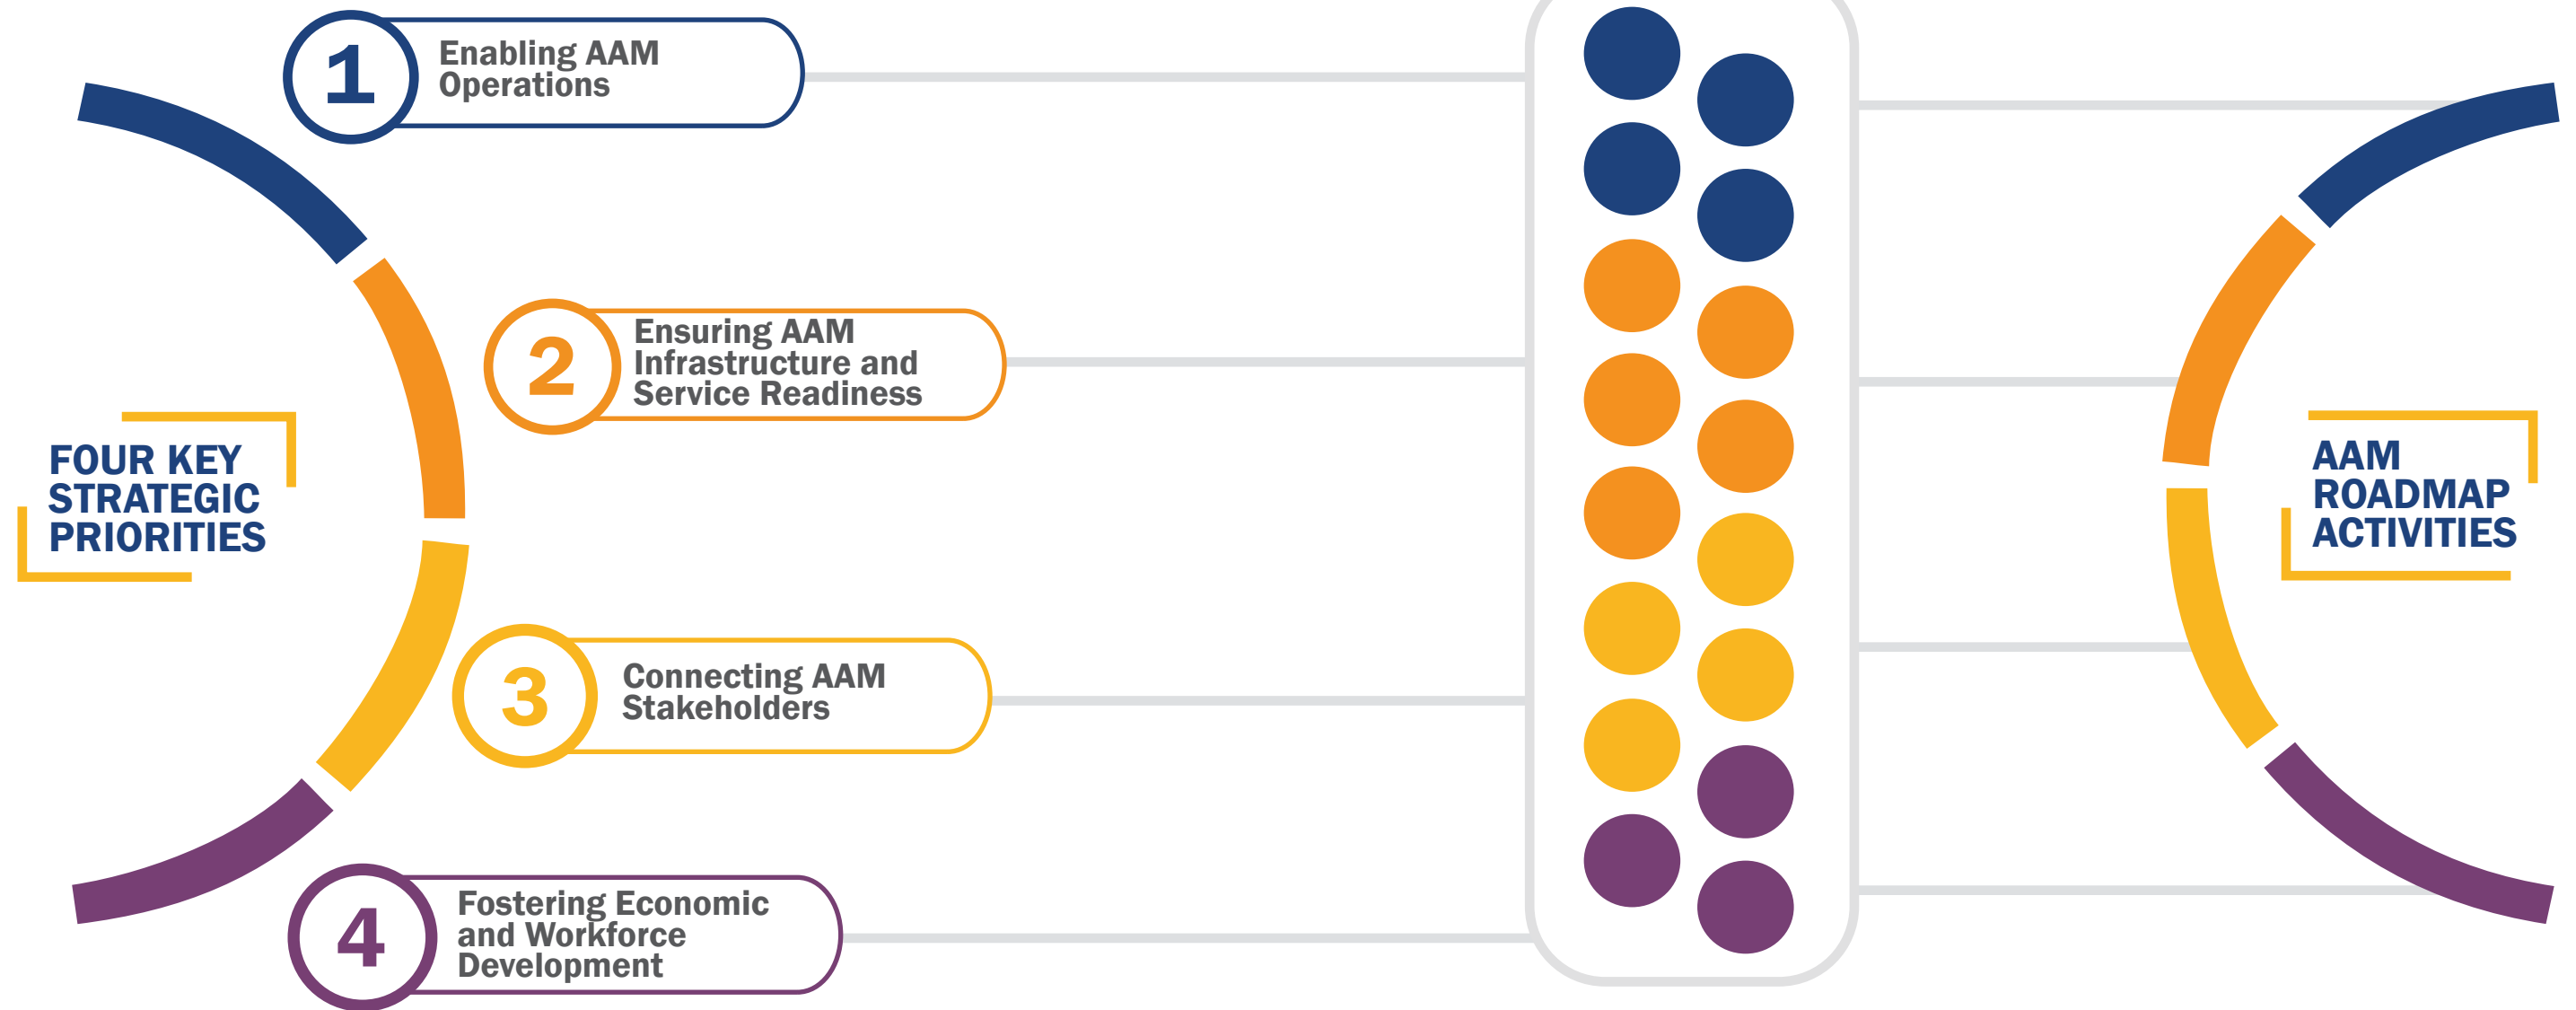 FOUR KEY
STRATEGIC
PRIORITIES
1
Enabling AAM
Operations
2
Ensuring AAM
Infrastructure and
Service Readiness
3
Connecting AAM
Stakeholders
4
Fostering Economic
and Workforce
Development
AAM
ROADMAP
ACTIVITIES